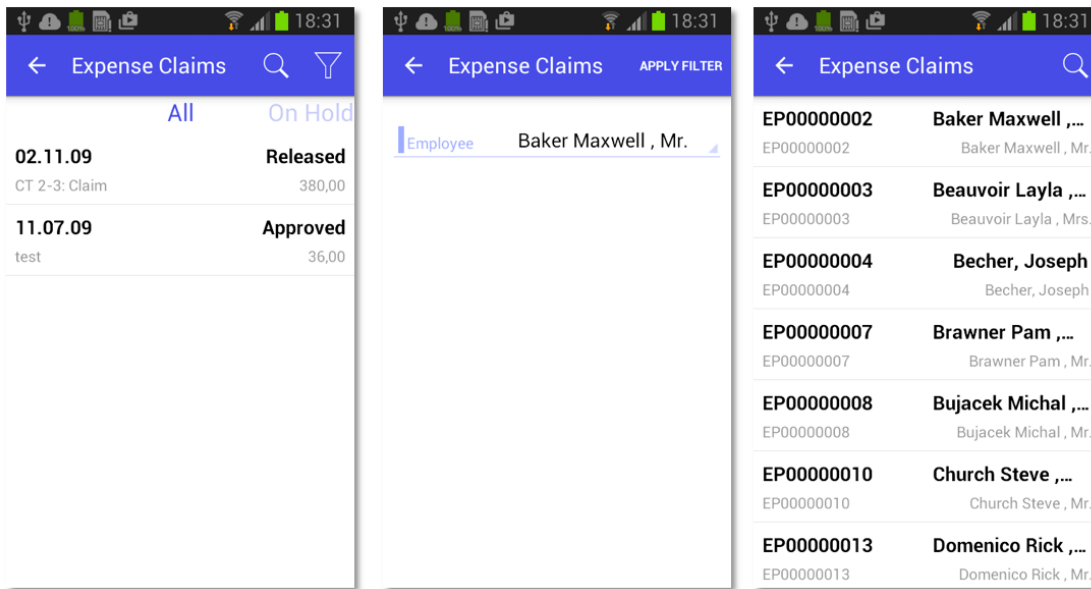 18:31
Expense Claims
All On Hold
02.11.09 Released
CT 2-3: Claim 380,00
11.07.09 Approved
test 36,00
18:31
Expense Claims APPLY FILTER
Employee Baker Maxwell , Mr.
18:31
Expense Claims
EP00000002 Baker Maxwell ,...
EP00000002 Baker Maxwell , Mr.
EP00000003 Beauvoir Layla ,...
EP00000003 Beauvoir Layla , Mrs.
EP00000004 Becher, Joseph
EP00000004 Becher, Joseph
EP00000007 Brawner Pam ,...
EP00000007 Brawner Pam , Mr.
EP00000008 Bujacek Michal ,...
EP00000008 Bujacek Michal , Mr.
EP00000010 Church Steve ,...
EP00000010 Church Steve , Mr.
EP00000013 Domenico Rick ,...
EP00000013 Domenico Rick , Mr.